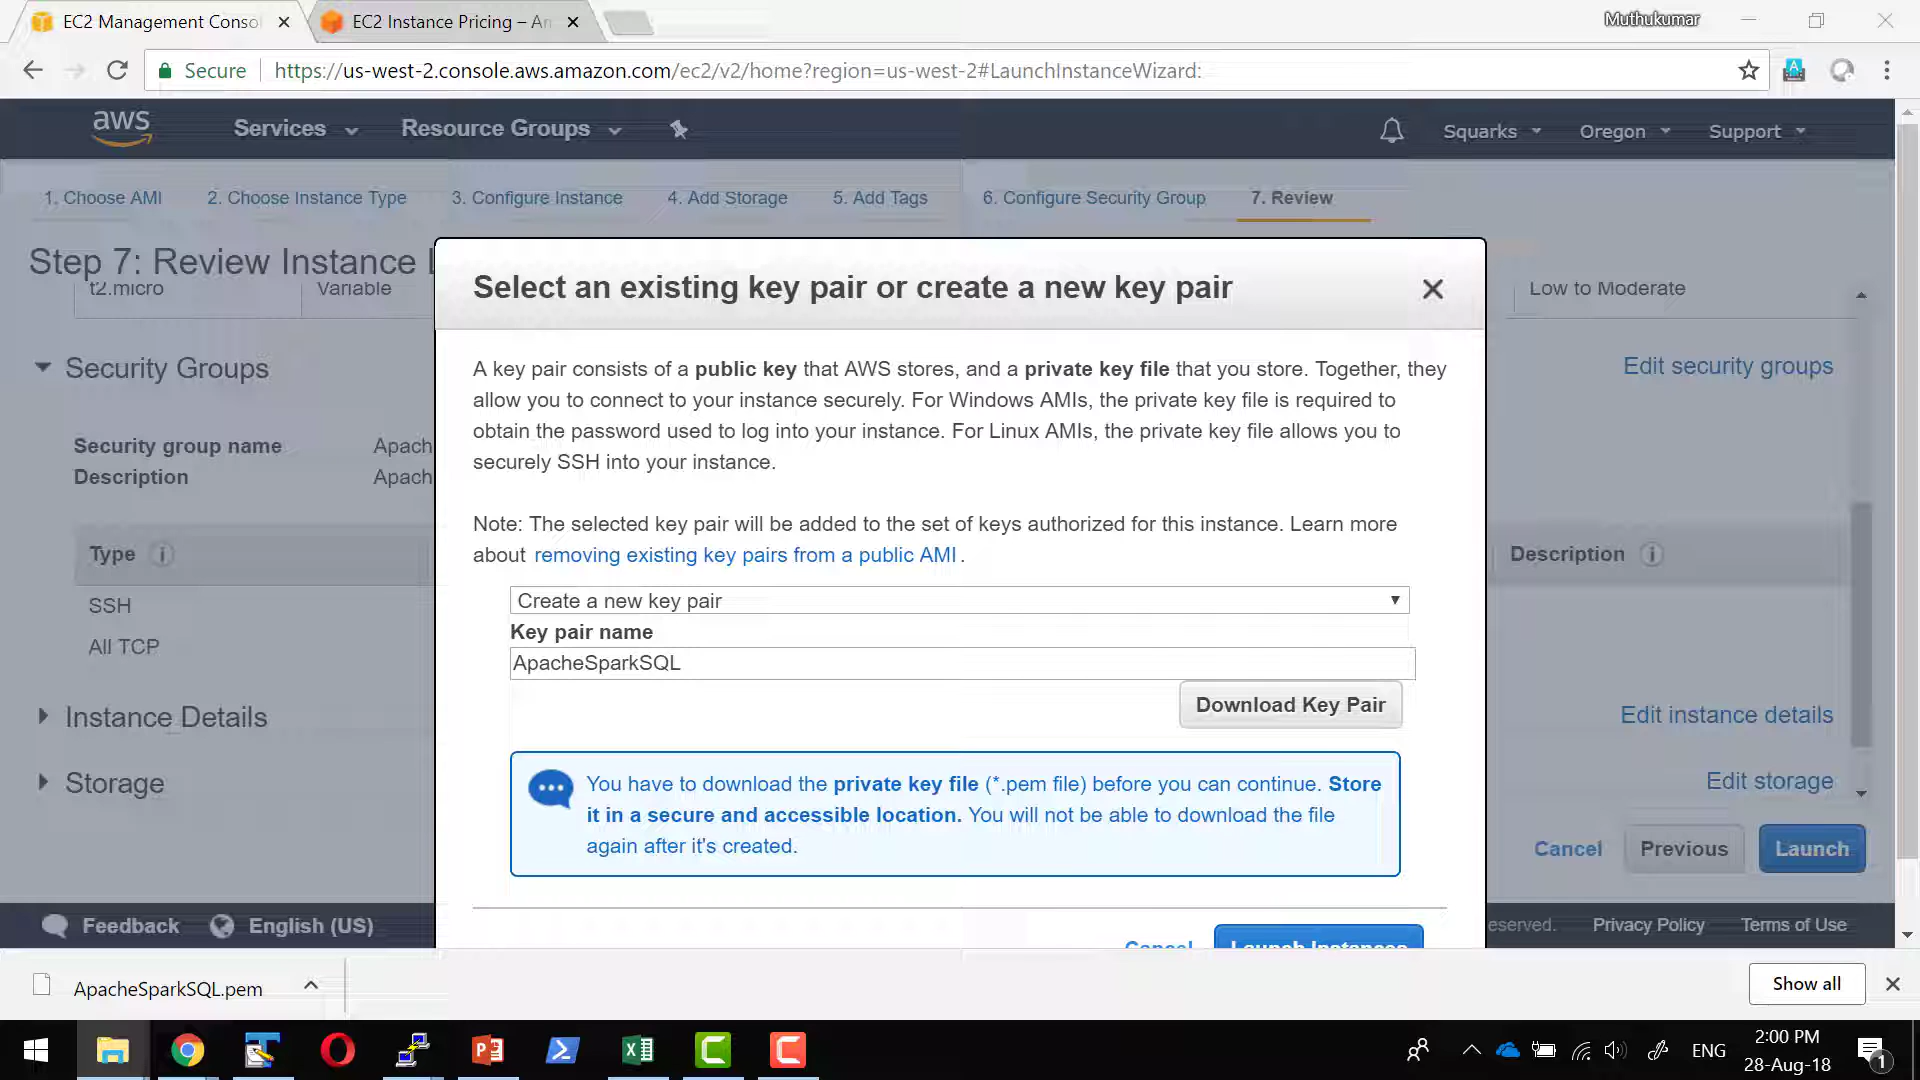 EC2 Management Conso
EC2 Instance Pricing – Am
Muthukumar
Secure
https://us-west-2.console.aws.amazon.com/ec2/v2/home?region=us-west-2#LaunchInstanceWizard:
aws
Services
Resource Groups
Squarks
Oregon
Support
1. Choose AMI
2. Choose Instance Type
3. Configure Instance
4. Add Storage
5. Add Tags
6. Configure Security Group
7. Review
Step 7: Review Instance L
t2.micro
Variable
Low to Moderate
Select an existing key pair or create a new key pair
A key pair consists of a public key that AWS stores, and a private key file that you store. Together, they
allow you to connect to your instance securely. For Windows AMIs, the private key file is required to
obtain the password used to log into your instance. For Linux AMIs, the private key file allows you to
securely SSH into your instance.
Note: The selected key pair will be added to the set of keys authorized for this instance. Learn more
about removing existing key pairs from a public AMI .
Create a new key pair
Key pair name
ApacheSparkSQL
Download Key Pair
You have to download the private key file (*.pem file) before you can continue. Store
it in a secure and accessible location. You will not be able to download the file
again after it's created.
Cancel
Launch Instances
Security Groups
Edit security groups
Security group name
Apach
Description
Apach
Type
Description
SSH
All TCP
Instance Details
Edit instance details
Storage
Edit storage
Cancel
Previous
Launch
Feedback
English (US)
eserved.
Privacy Policy
Terms of Use
ApacheSparkSQL.pem
Show all
ENG
2:00 PM
28-Aug-18
1